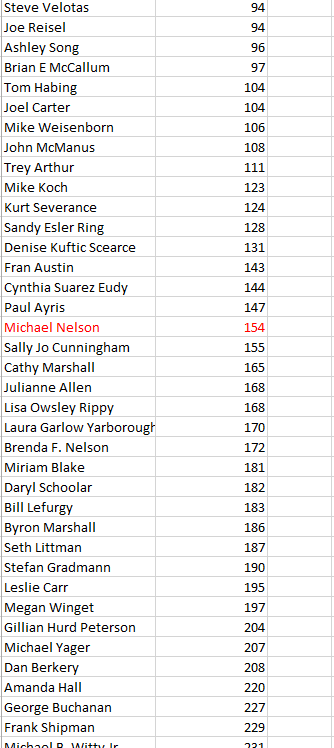 Steve Velotas 94
Joe Reisel 94
Ashley Song 96
Brian E McCallum 97
Tom Habing 104
Joel Carter 104
Mike Weisenborn 106
John McManus 108
Trey Arthur 111
Mike Koch 123
Kurt Severance 124
Sandy Esler Ring 128
Denise Kuftic Scearce 131
Fran Austin 143
Cynthia Suarez Eudy 144
Paul Ayris 147
Michael Nelson 154
Sally Jo Cunningham 155
Cathy Marshall 165
Julianne Allen 168
Lisa Owsley Rippy 168
Laura Garlow Yarborough 170
Brenda F. Nelson 172
Miriam Blake 181
Daryl Schoolar 182
Bill Lefurgy 183
Byron Marshall 186
Seth Littman 187
Stefan Gradmann 190
Leslie Carr 195
Megan Winget 197
Gillian Hurd Peterson 204
Michael Yager 207
Dan Berkery 208
Amanda Hall 220
George Buchanan 227
Frank Shipman 229
Michael B. Witty Jr 231